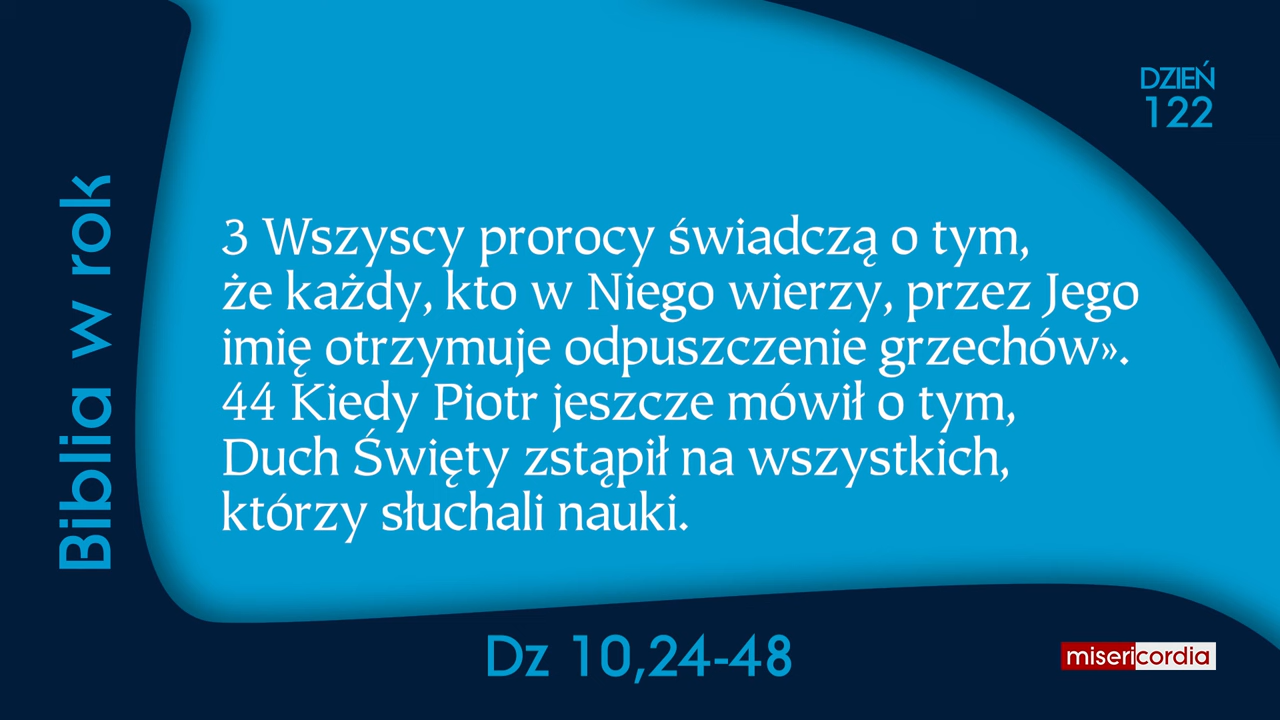 DZIEŃ
122
Biblia w rok
3 Wszyscy prorocy świadczą o tym,
że każdy, kto w Niego wierzy, przez Jego
imię otrzymuje odpuszczenie grzechów».
44 Kiedy Piotr jeszcze mówił o tym,
Duch Święty zstąpił na wszystkich,
którzy słuchali nauki.
Dz 10,24-48
misericordia